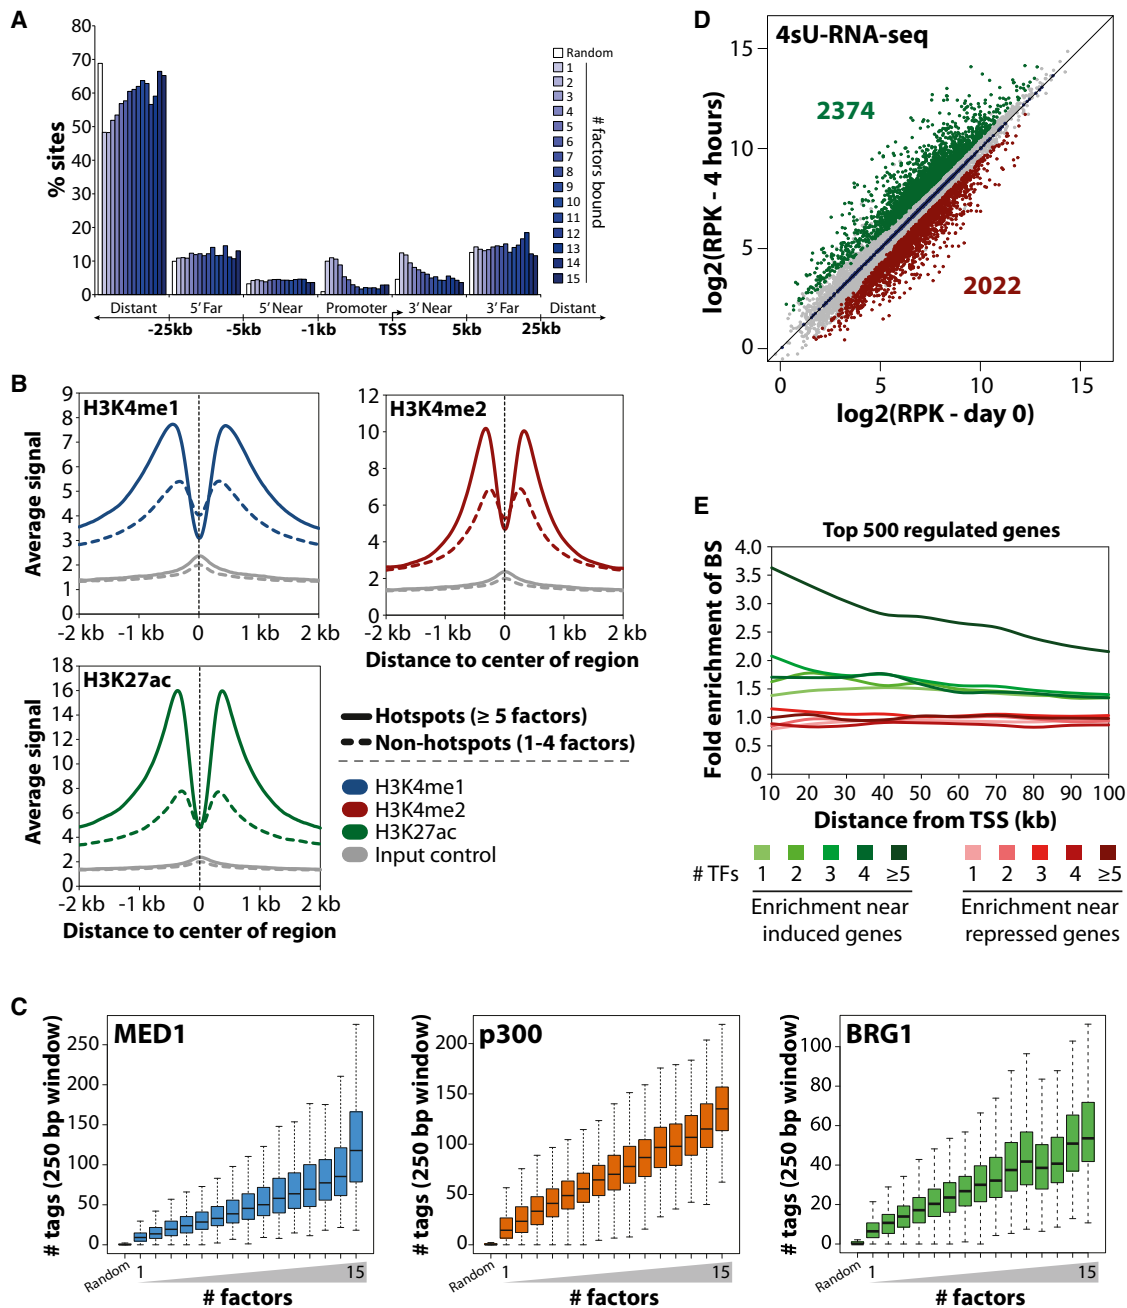 A
% sites
80
70
60
50
40
30
20
10
0
Random
1
2
3
4
5
6
7
8
9
10
11
12
13
14
15
# factors bound
Distant
5′ Far
5′ Near
Promoter
3′ Near
3′ Far
Distant
-25kb
-5kb
-1kb
TSS
5kb
25kb
B
H3K4me1
Average signal
9
8
7
6
5
4
3
2
1
0
-2 kb
-1 kb
0
1 kb
2 kb
H3K4me2
12
10
8
6
4
2
0
-2 kb
-1 kb
0
1 kb
2 kb
Distance to center of region
H3K27ac
Average signal
18
16
14
12
10
8
6
4
2
0
-2 kb
-1 kb
0
1 kb
2 kb
Distance to center of region
Hotspots (≥ 5 factors)
Non-hotspots (1-4 factors)
H3K4me1
H3K4me2
H3K27ac
Input control
C
MED1
# tags (250 bp window)
250
200
150
100
50
0
Random
1
15
# factors
p300
# tags (250 bp window)
200
150
100
50
0
Random
1
15
# factors
BRG1
# tags (250 bp window)
100
80
60
40
20
0
Random
1
15
# factors
D
4sU-RNA-seq
2374
2022
log2(RPK - 4 hours)
15
10
5
0
0
5
10
15
log2(RPK - day 0)
E
Top 500 regulated genes
Fold enrichment of BS
4.0
3.5
3.0
2.5
2.0
1.5
1.0
0.5
0
10
20
30
40
50
60
70
80
90
100
Distance from TSS (kb)
# TFs
1
2
3
4
≥5
1
2
3
4
≥5
Enrichment near
induced genes
Enrichment near
repressed genes